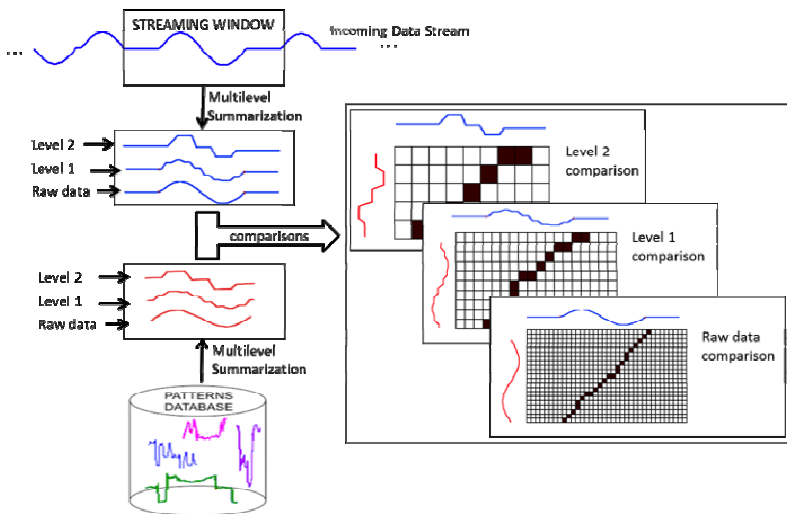 STREAMING WINDOW
Incoming Data Stream
...
...
Multilevel
Summarization
Level 2
Level 1
Raw data
comparisons
Level 2
comparison
Level 1
comparison
Raw data
comparison
Level 2
Level 1
Raw data
Multilevel
Summarization
PATTERNS
DATABASE